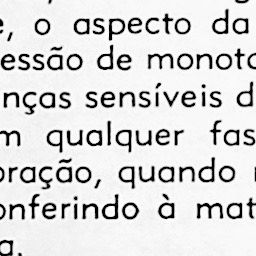 , o aspecto da
essão de monoto
nças sensíveis d
m qualquer fas
oração, quando
onferindo à mat
a.